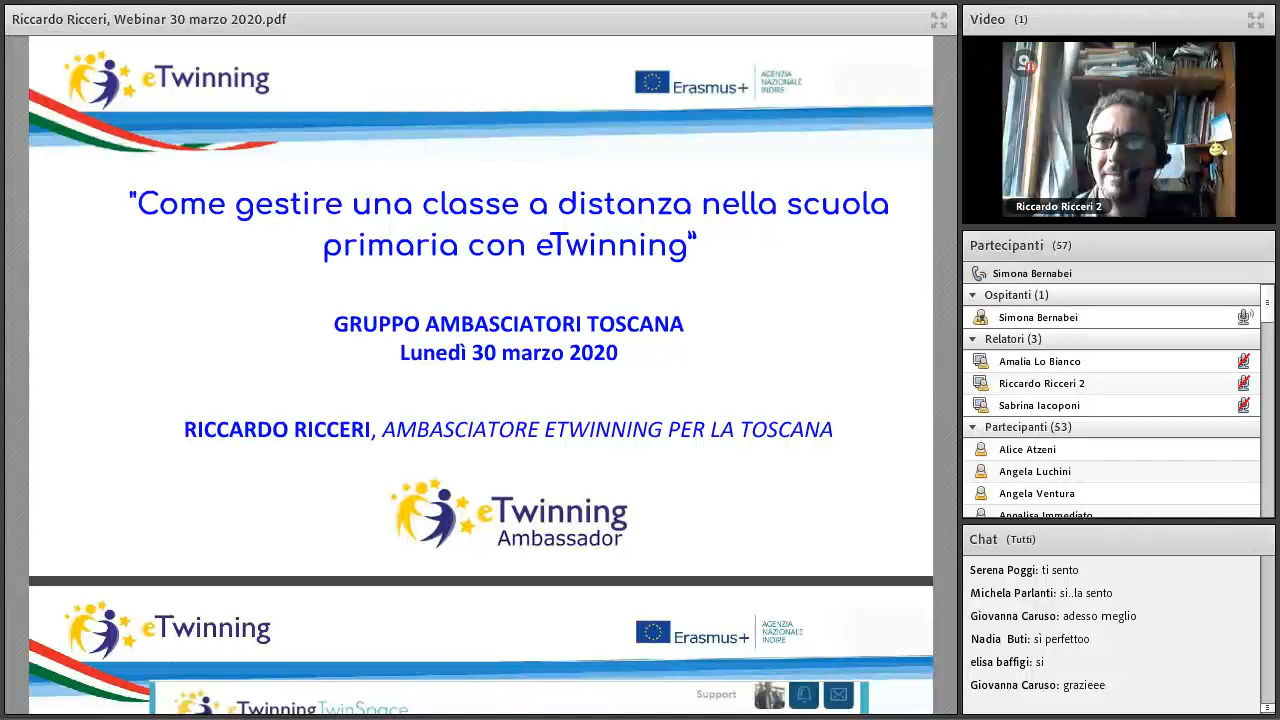 Riccardo Ricceri, Webinar 30 marzo 2020.pdf
eTwinning
Erasmus+
AGENZIA
NAZIONALE
INDIRE
"Come gestire una classe a distanza nella scuola
primaria con eTwinning”
GRUPPO AMBASCIATORI TOSCANA
Lunedì 30 marzo 2020
RICCARDO RICCERI, AMBASCIATORE ETWINNING PER LA TOSCANA
eTwinning
Ambassador
eTwinning
Erasmus+
AGENZIA
NAZIONALE
INDIRE
Support
eTwinningTwinSpace
Video (1)
Riccardo Ricceri 2
Partecipanti (57)
Simona Bernabei
Ospitanti (1)
Simona Bernabei
Relatori (3)
Amalia Lo Bianco
Riccardo Ricceri 2
Sabrina Iacoponi
Partecipanti (53)
Alice Atzeni
Angela Luchini
Angela Ventura
Annalisa Immediato
Chat (Tutti)
Serena Poggi: ti sento
Michela Parlanti: si..la sento
Giovanna Caruso: adesso meglio
Nadia Buti: sì perfettoo
elisa baffigi: si
Giovanna Caruso: grazieee